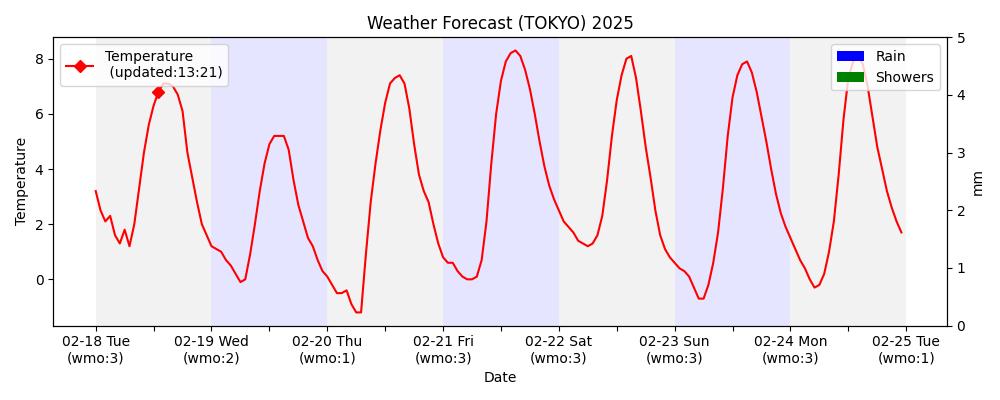 Weather Forecast (TOKYO) 2025
Temperature
(updated:13:21)
Rain
Showers
Temperature
8
6
4
2
0
5
4
3
2
1
0
mm
02-18 Tue 02-19 Wed 02-20 Thu 02-21 Fri 02-22 Sat 02-23 Sun 02-24 Mon 02-25 Tue
(wmo:3) (wmo:2) (wmo:1) (wmo:3) (wmo:3) (wmo:3) (wmo:3) (wmo:1)
Date